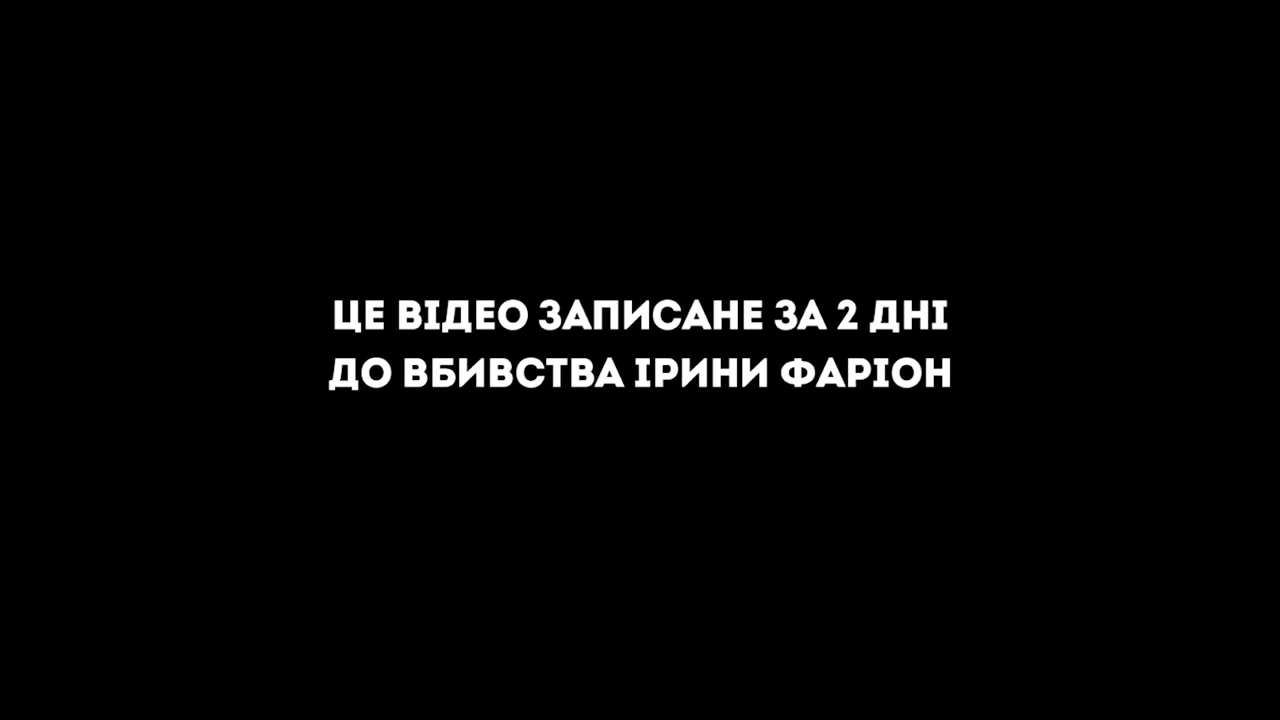 ЦЕ ВІДЕО ЗАПИСАНЕ ЗА 2 ДНІ
ДО ВБИВСТВА ІРИНИ ФАРІОН